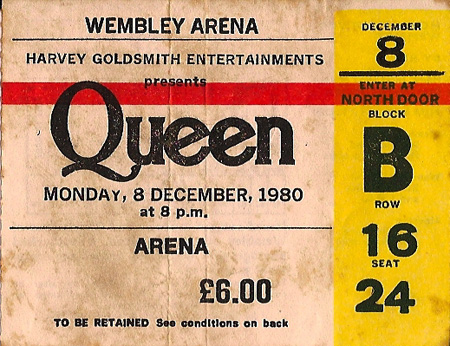 WEMBLEY ARENA
HARVEY GOLDSMITH ENTERTAINMENTS
presents
Queen
MONDAY, 8 DECEMBER, 1980
at 8 p.m.
ARENA
£6.00
TO BE RETAINED See conditions on back
DECEMBER
8
ENTER AT
NORTH DOOR
BLOCK
B
ROW
16
SEAT
24